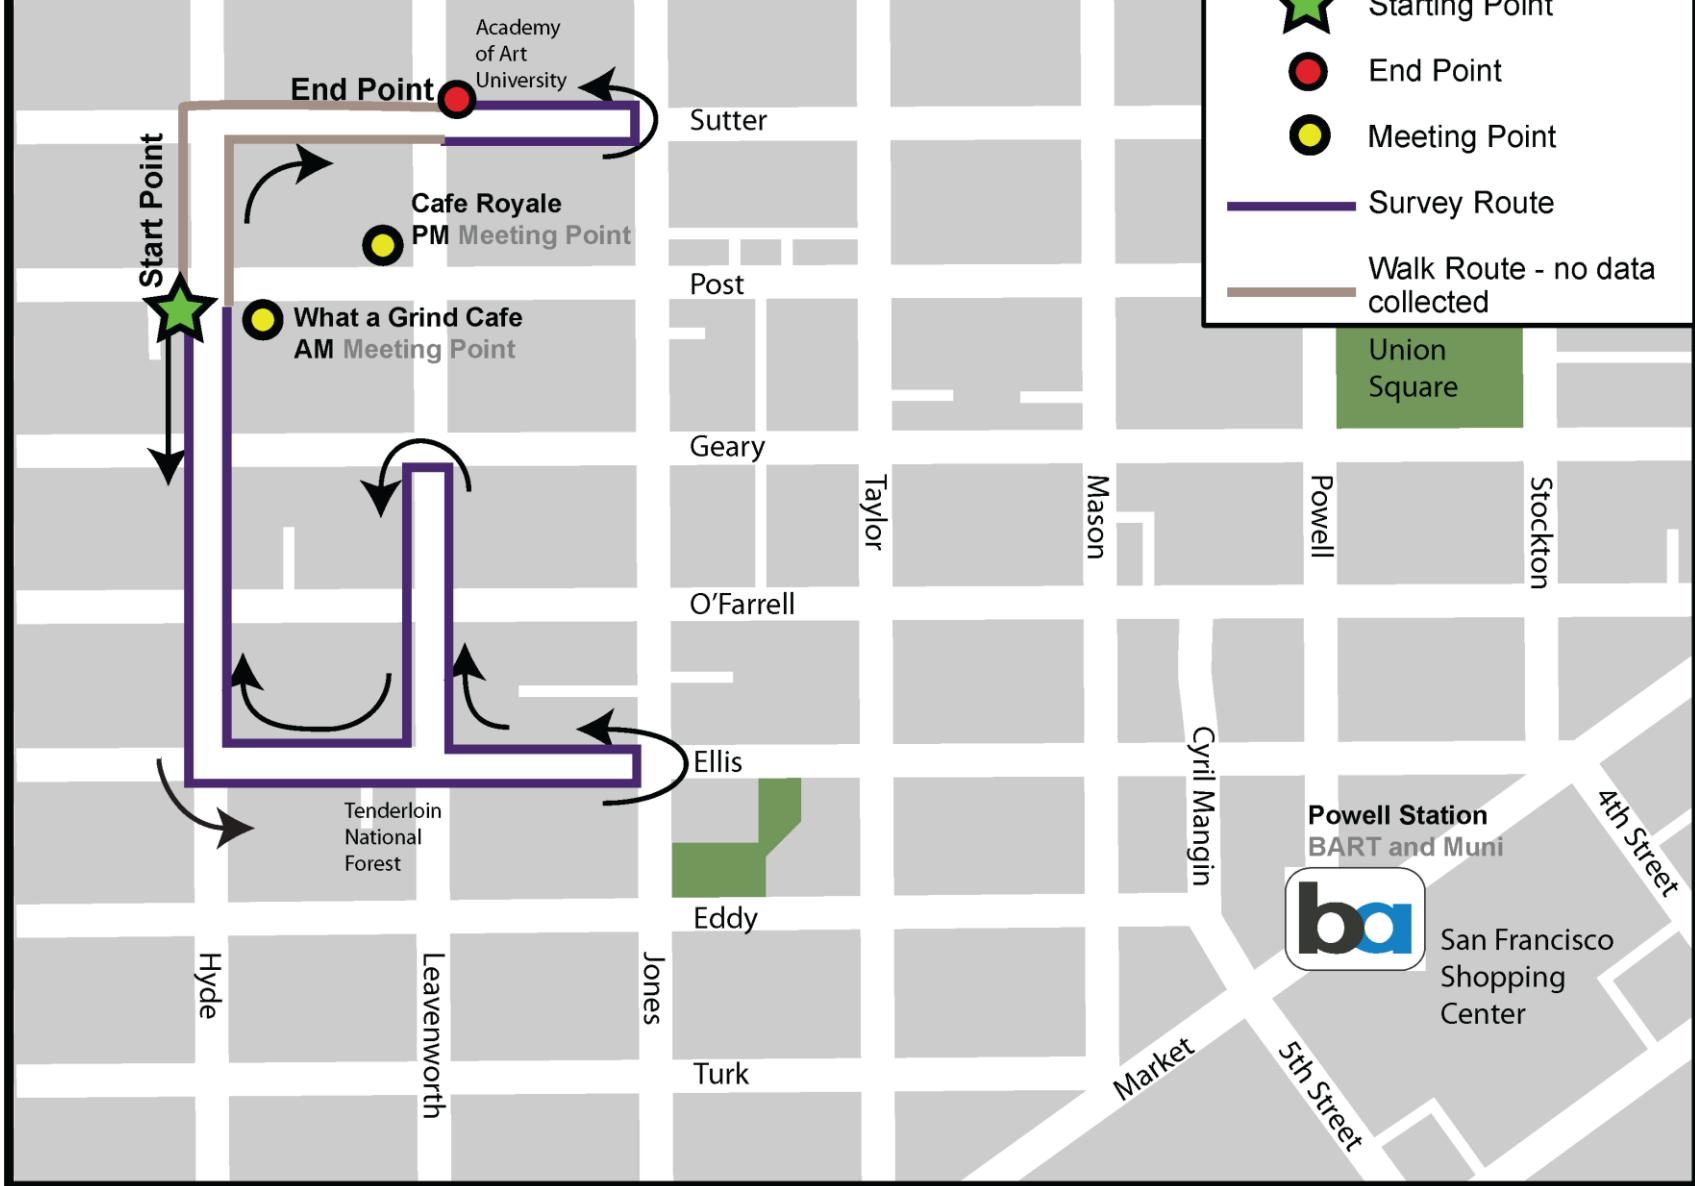 Starting Point
End Point
Meeting Point
Survey Route
Walk Route - no data
collected
Academy
of Art
University
End Point
Start Point
Sutter
Cafe Royale
PM Meeting Point
Post
What a Grind Cafe
AM Meeting Point
Union
Square
Geary
Taylor
Mason
Powell
Stockton
O'Farrell
Ellis
Cyril Mangin
Tenderloin
National
Forest
Powell Station
BART and Muni
4th Street
ba
Eddy
San Francisco
Shopping
Center
Hyde
Leavenworth
Jones
Turk
Market
5th Street